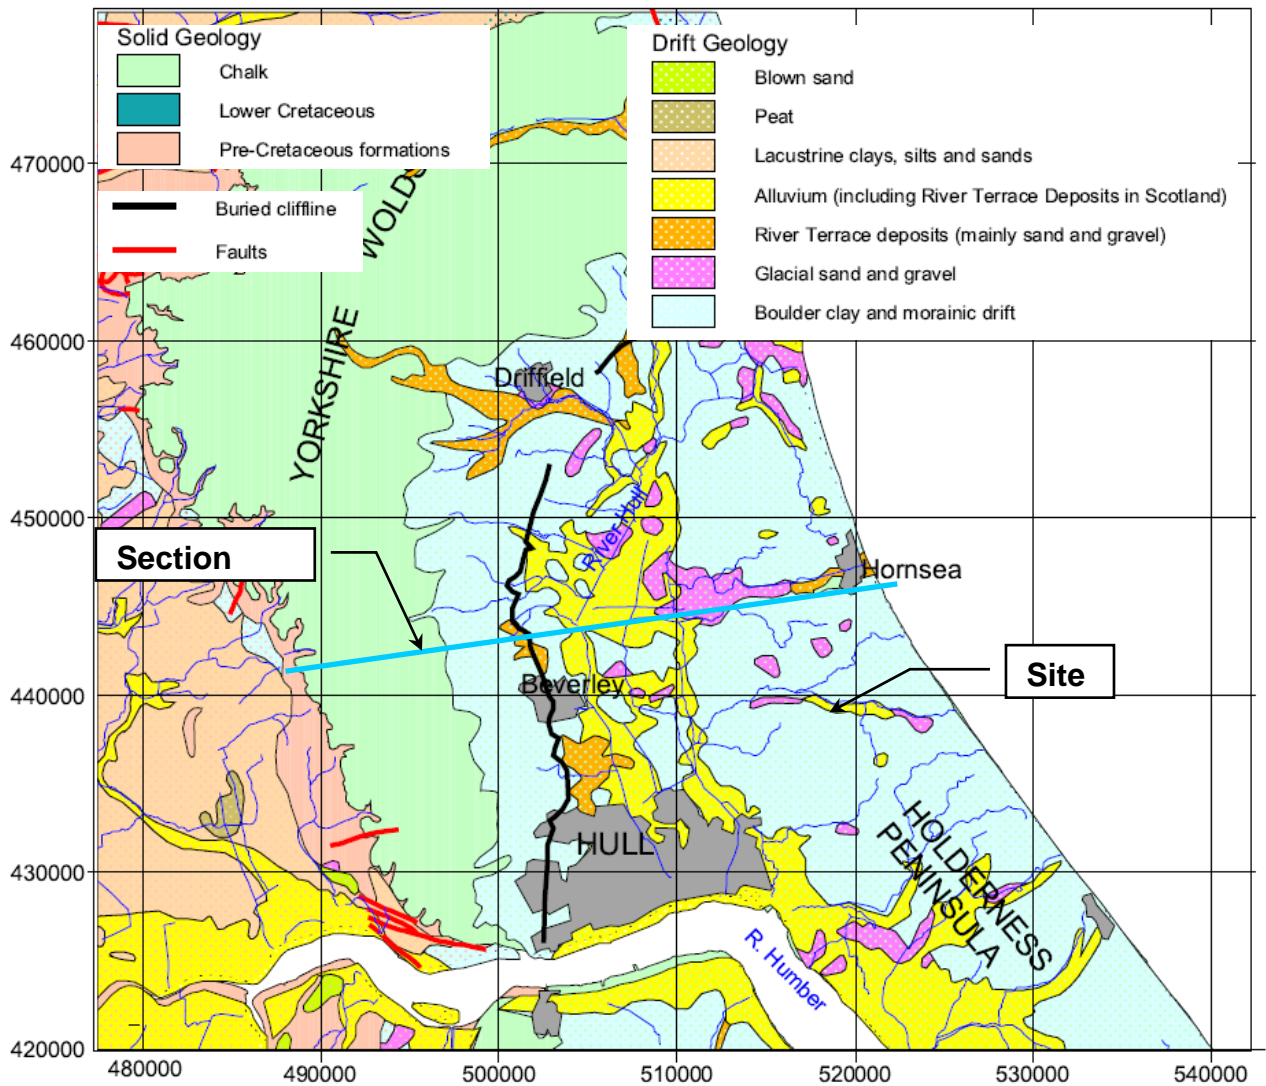 Solid Geology
Chalk
Lower Cretaceous
Pre-Cretaceous formations
Buried cliffline
Faults
Drift Geology
Blown sand
Peat
Lacustrine clays, silts and sands
Alluvium (including River Terrace Deposits in Scotland)
River Terrace deposits (mainly sand and gravel)
Glacial sand and gravel
Boulder clay and morainic drift
470000
460000
450000
440000
430000
420000
YORKSHIRE WOLDS
Driffield
River Hull
Section
Hornsea
Site
Beverley
HULL
HOLDERNESS
PENINSULA
R. Humber
480000 490000 500000 510000 520000 530000 540000